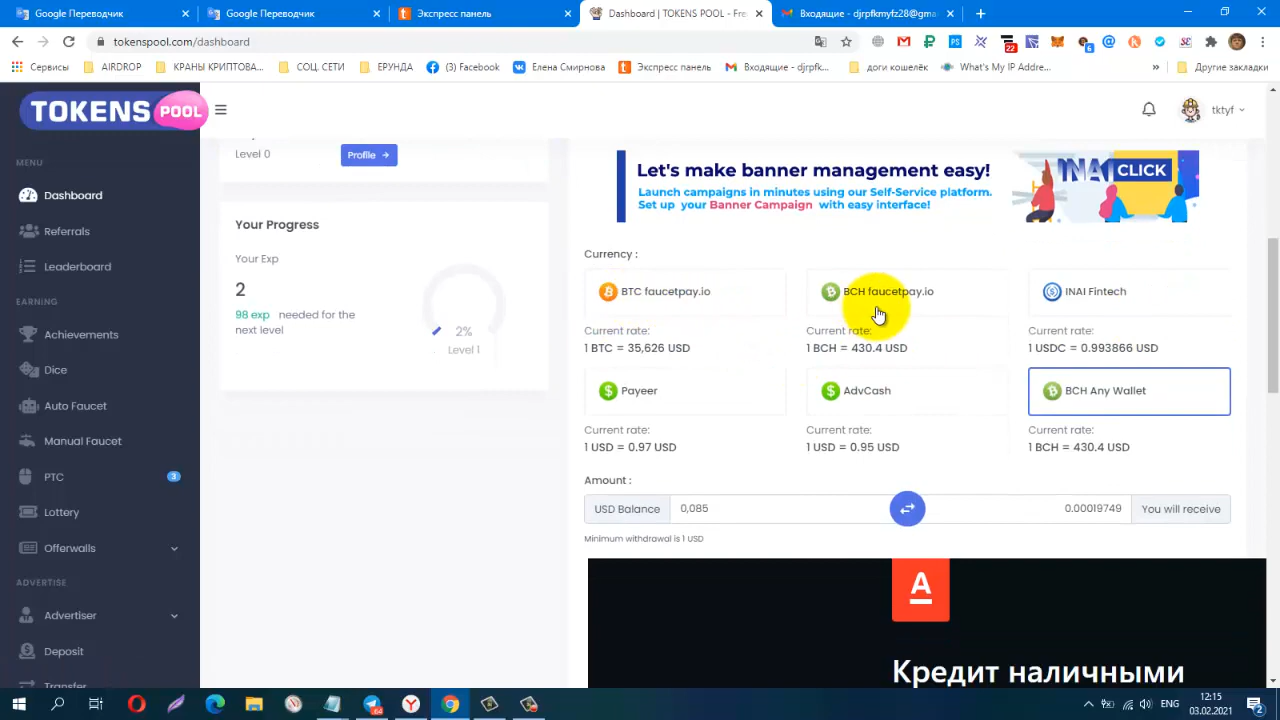 Google Переводчик
Google Переводчик
Экспресс панель
Dashboard | TOKENS POOL - Fre
Входящие - djrpfkmyfz28@gma
tokenspool.com/dashboard
22
6
Сервисы
AIRDROP
КРАНЫ КРИПТОВА...
СОЦ СЕТИ
ЕРУНДА
(3) Facebook
Елена Смирнова
Экспресс панель
Входящие - djrpfk...
доги кошелёк
What's My IP Addre...
»
Другие закладки
TOKENS POOL
tktyf
MENU
Dashboard
Referrals
Leaderboard
EARNING
Achievements
Dice
Auto Faucet
Manual Faucet
PTC
3
Lottery
Offerwalls
ADVERTISE
Advertiser
Deposit
Transfer
Level 0
Profile →
Your Progress
Your Exp
2
98 exp needed for the
next level
2%
Level 1
Let's make banner management easy!
Launch campaigns in minutes using our Self-Service platform.
Set up your Banner Campaign with easy interface!
INAI CLICK
Currency :
BTC faucetpay.io
BCH faucetpay.io
INAI Fintech
Current rate:
Current rate:
Current rate:
1 BTC = 35,626 USD
1 BCH = 430.4 USD
1 USDC = 0.993866 USD
Payeer
AdvCash
BCH Any Wallet
Current rate:
Current rate:
Current rate:
1 USD = 0.97 USD
1 USD = 0.95 USD
1 BCH = 430.4 USD
Amount :
USD Balance
0,085
0.00019749
You will receive
Minimum withdrawal is 1 USD
А
Кредит наличными
64
ENG
12:15
03.02.2021
2